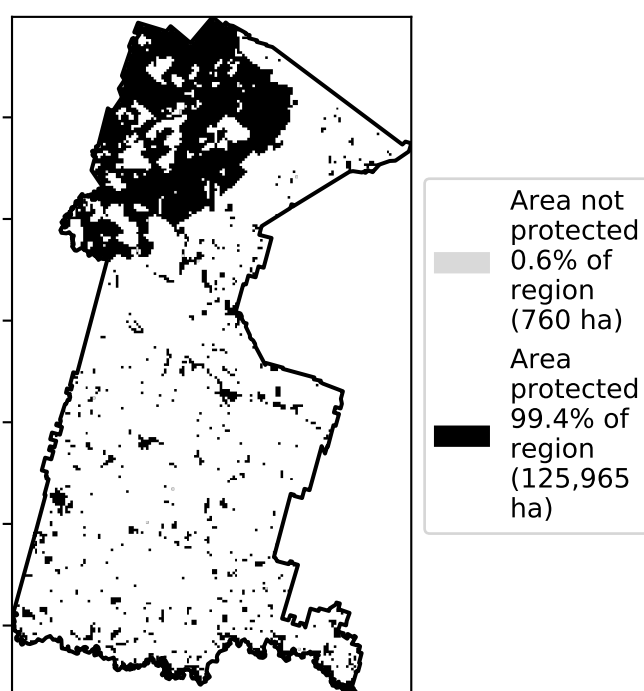 Area not
protected
0.6% of
region
(760 ha)
Area
protected
99.4% of
region
(125,965
ha)